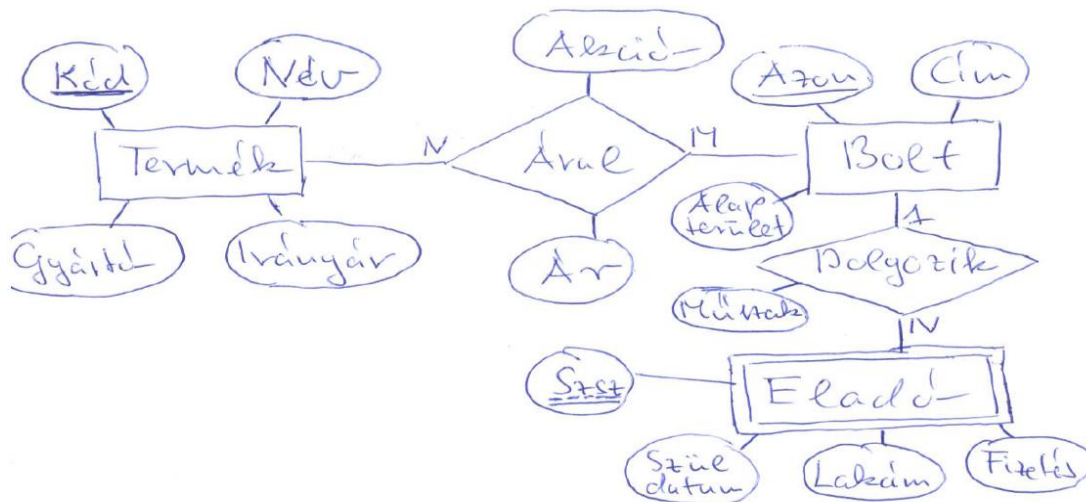 Akció
Kód
Név
Azon
Cím
Termék
N
Árul
M
Bolt
Alap
terület
1
Gyártó
Irányár
Ár
Dolgozik
Műszak
N
Szsz
Eladó
Szül
datum
Lakcím
Fizetés